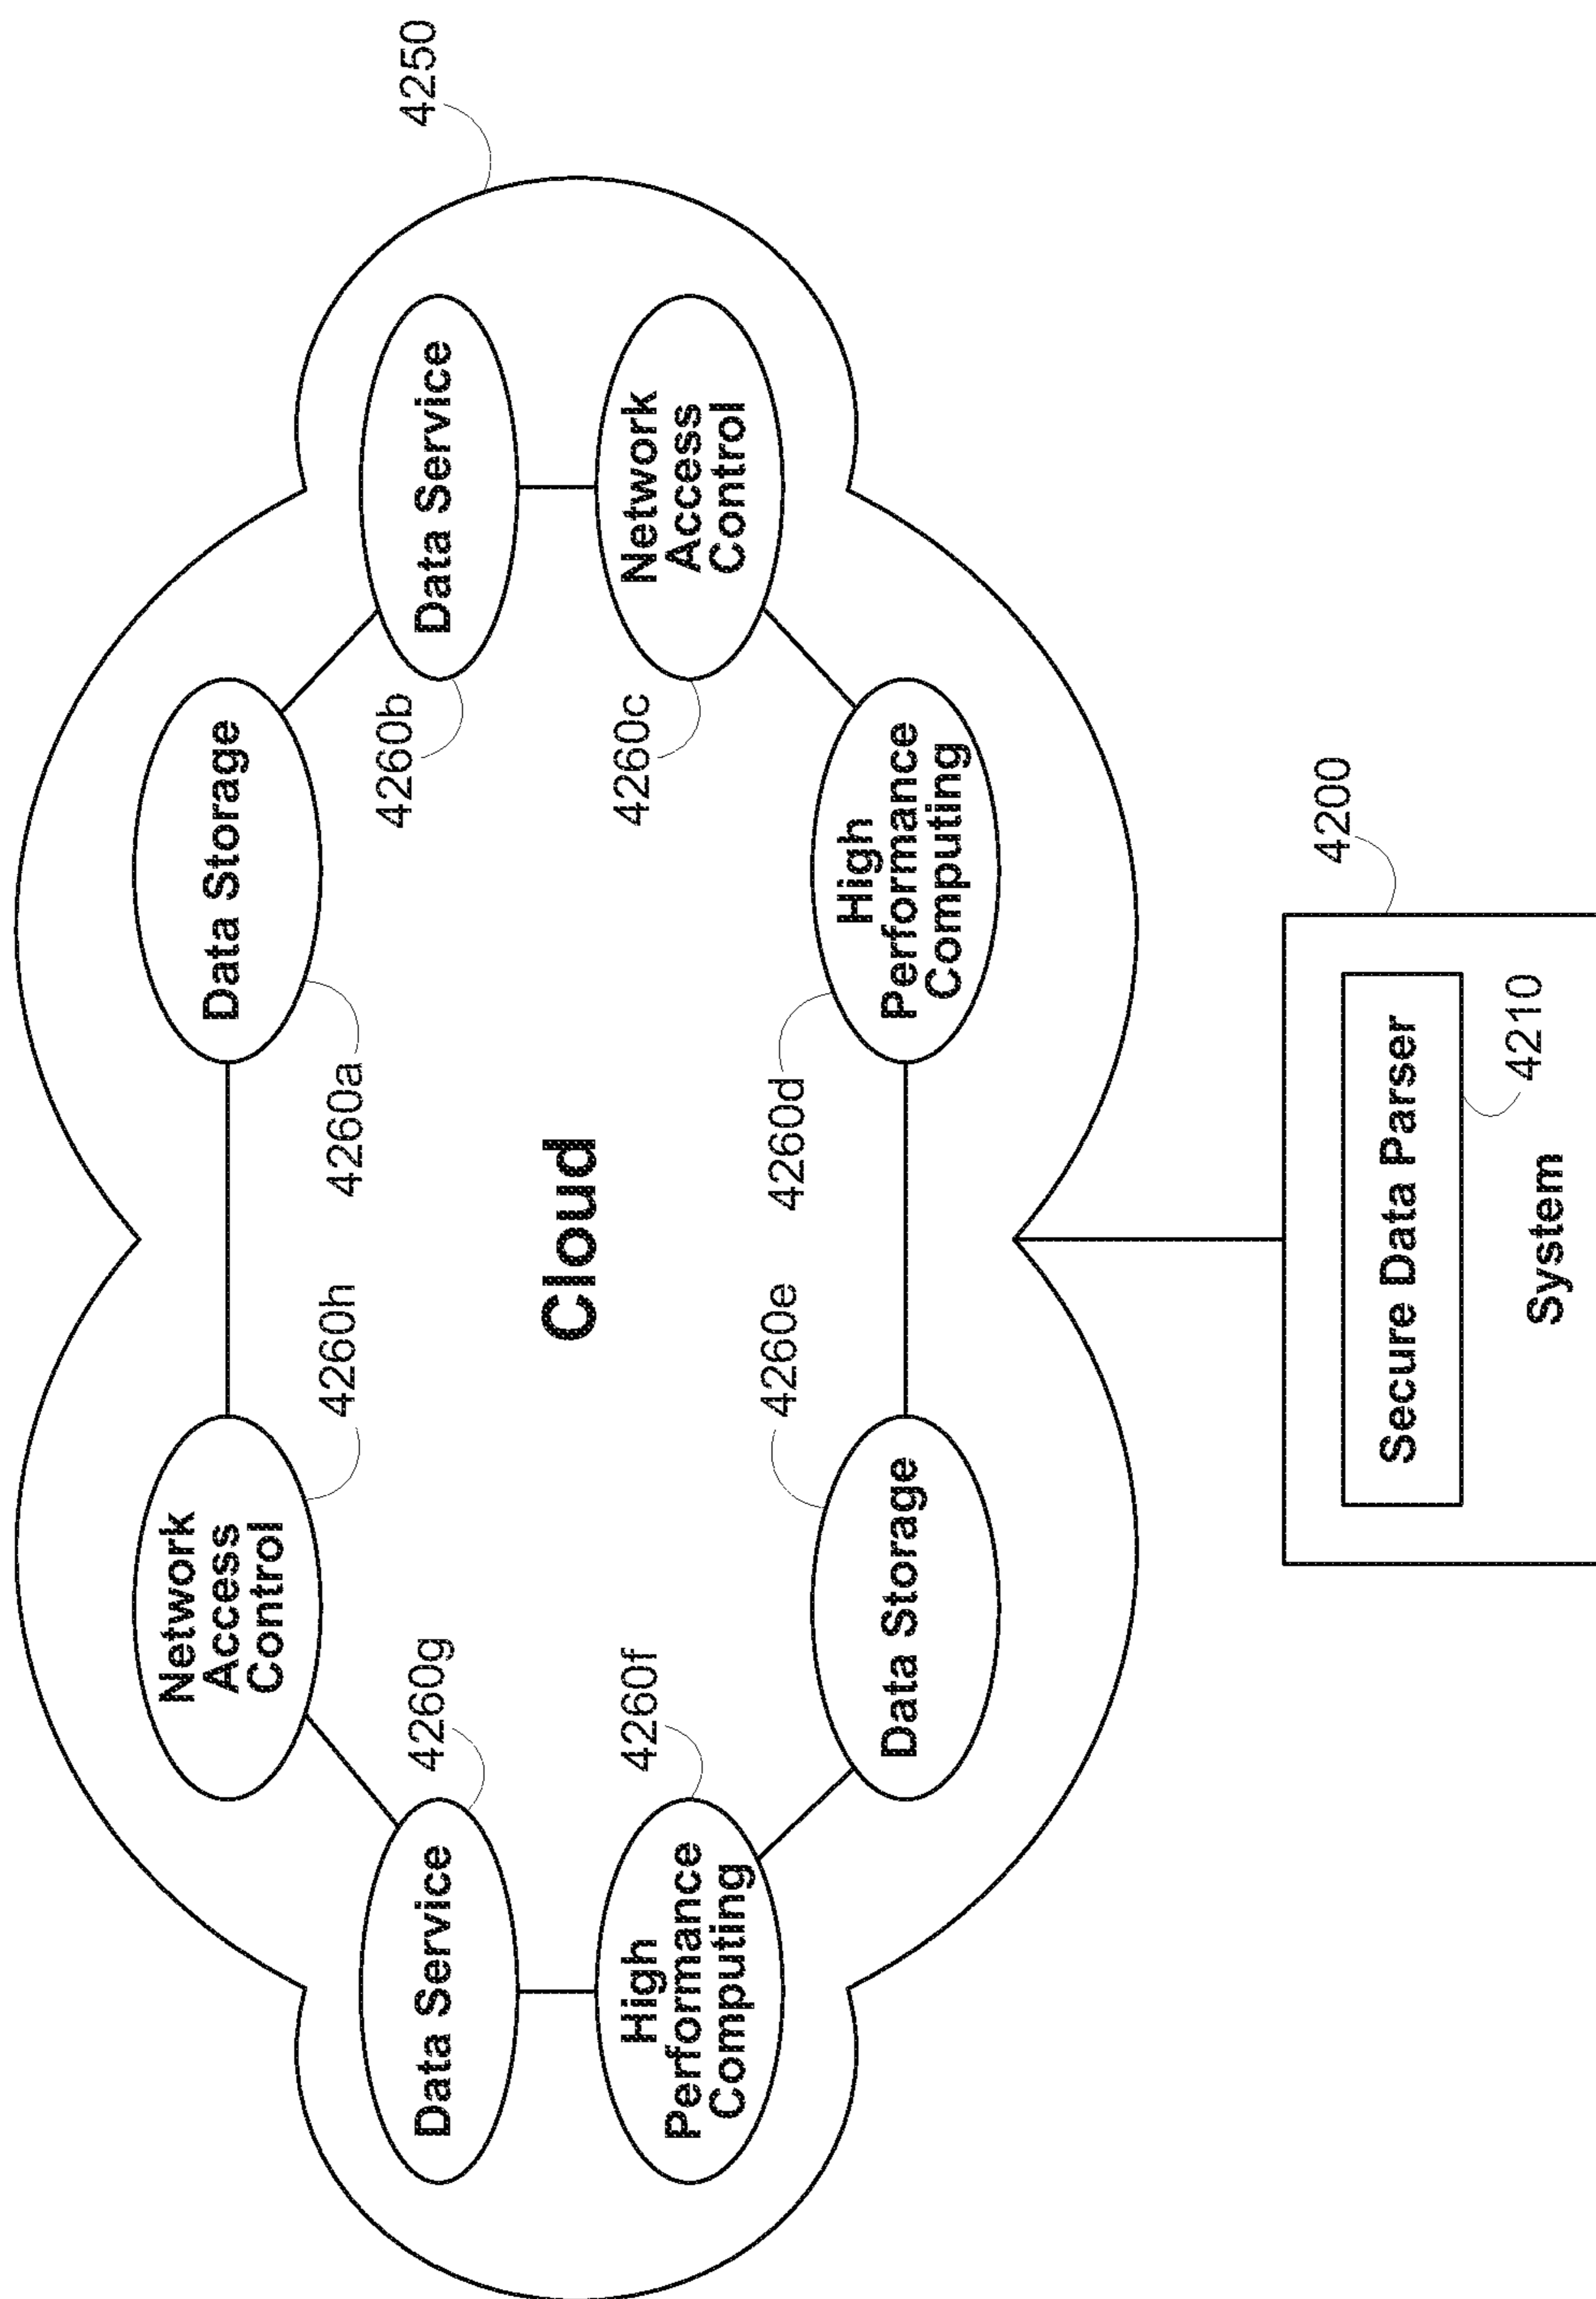 4250
Network
Access
Control
Data Storage
4260h
4260a
Data Service
Data Service
4260g
4260b
Cloud
High
Performance
Computing
Network
Access
Control
4260f
4260c
4260e
4260d
Data Storage
High
Performance
Computing
4200
Secure Data Parser
4210
System